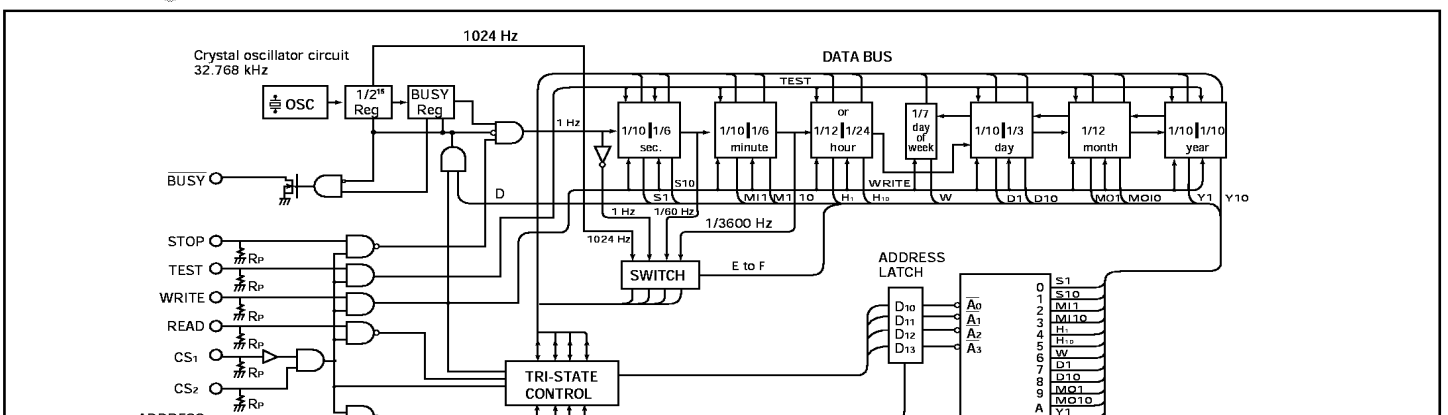 1024 Hz
Crystal oscillator circuit
32.768 kHz
DATA BUS
TEST
OSC
1/2¹⁵
Reg
BUSY
Reg
1 Hz
1/10 1/6
sec.
1/10 1/6
minute
or
1/12 1/24
hour
1/7
day
of
week
1/10 1/3
day
1/12
month
1/10 1/10
year
BUSY
D
WRITE
S10
S1
MI1
M1 10
H1
H10
W
D1
D10
MO1
MO10
Y1
Y10
1 Hz
1/60 Hz
1/3600 Hz
1024 Hz
SWITCH
E to F
STOP
RP
TEST
RP
WRITE
RP
READ
RP
CS1
RP
CS2
RP
ADDRESS
TRI-STATE
CONTROL
ADDRESS
LATCH
D10
D11
D12
D13
A0
A1
A2
A3
0 S1
1 S10
2 MI1
3 MI10
4 H1
5 H10
6 W
7 D1
8 D10
9 MO1
A MO10
Y1